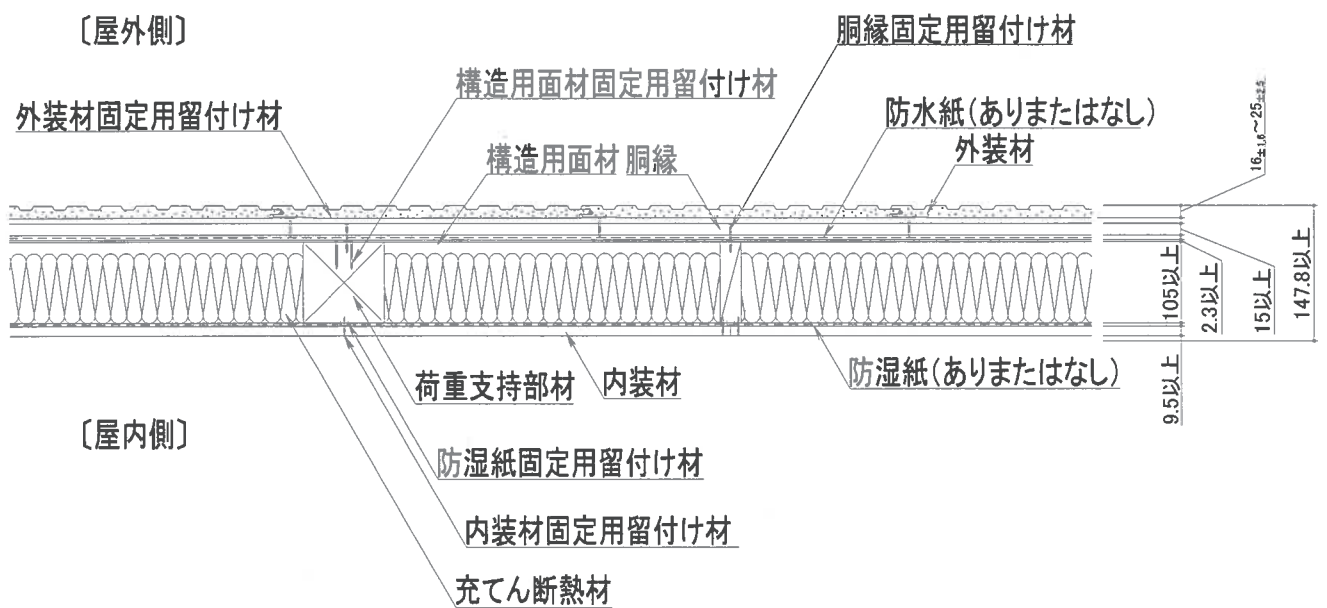 〔屋外側〕
胴縁固定用留付け材
構造用面材固定用留付け材
外装材固定用留付け材
防水紙(ありまたはなし)
構造用面材 胴縁
外装材
16±1.6～25±2.5
105以上
2.3以上
15以上
147.8以上
9.5以上
荷重支持部材
内装材
防湿紙(ありまたはなし)
〔屋内側〕
防湿紙固定用留付け材
内装材固定用留付け材
充てん断熱材